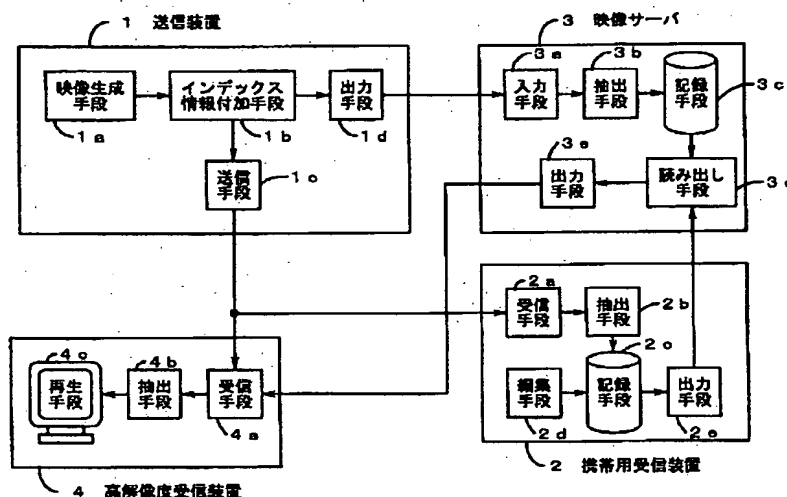 1 送信装置
映像生成
手段
1a
インデックス
情報付加手段
1b
出力
手段
1d
送信
手段
1c
3 映像サーバ
3a
入力
手段
3b
抽出
手段
記録
手段
3c
3e
出力
手段
読み出し
手段
3d
2a
受信
手段
抽出
手段
2b
2c
編集
手段
2d
記録
手段
出力
手段
2e
2 携帯用受信装置
4c
再生
手段
4b
抽出
手段
受信
手段
4a
4 高解像度受信装置